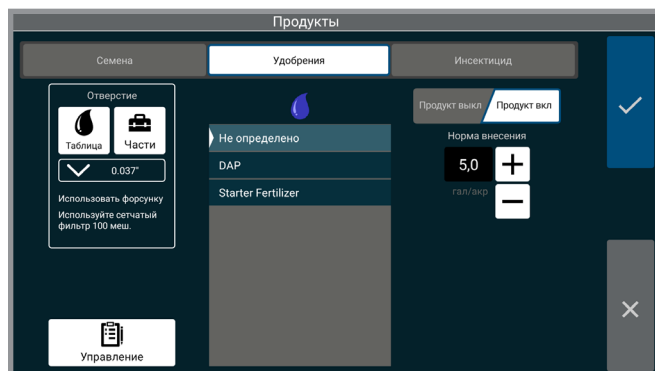 Продукты
Семена
Удобрения
Инсектицид
Отверстие
Таблица
Части
0.037"
Использовать форсунку
Используйте сетчатый
фильтр 100 меш.
Управление
Не определено
DAP
Starter Fertilizer
Продукт выкл
Продукт вкл
Норма внесения
5,0
гал/акр